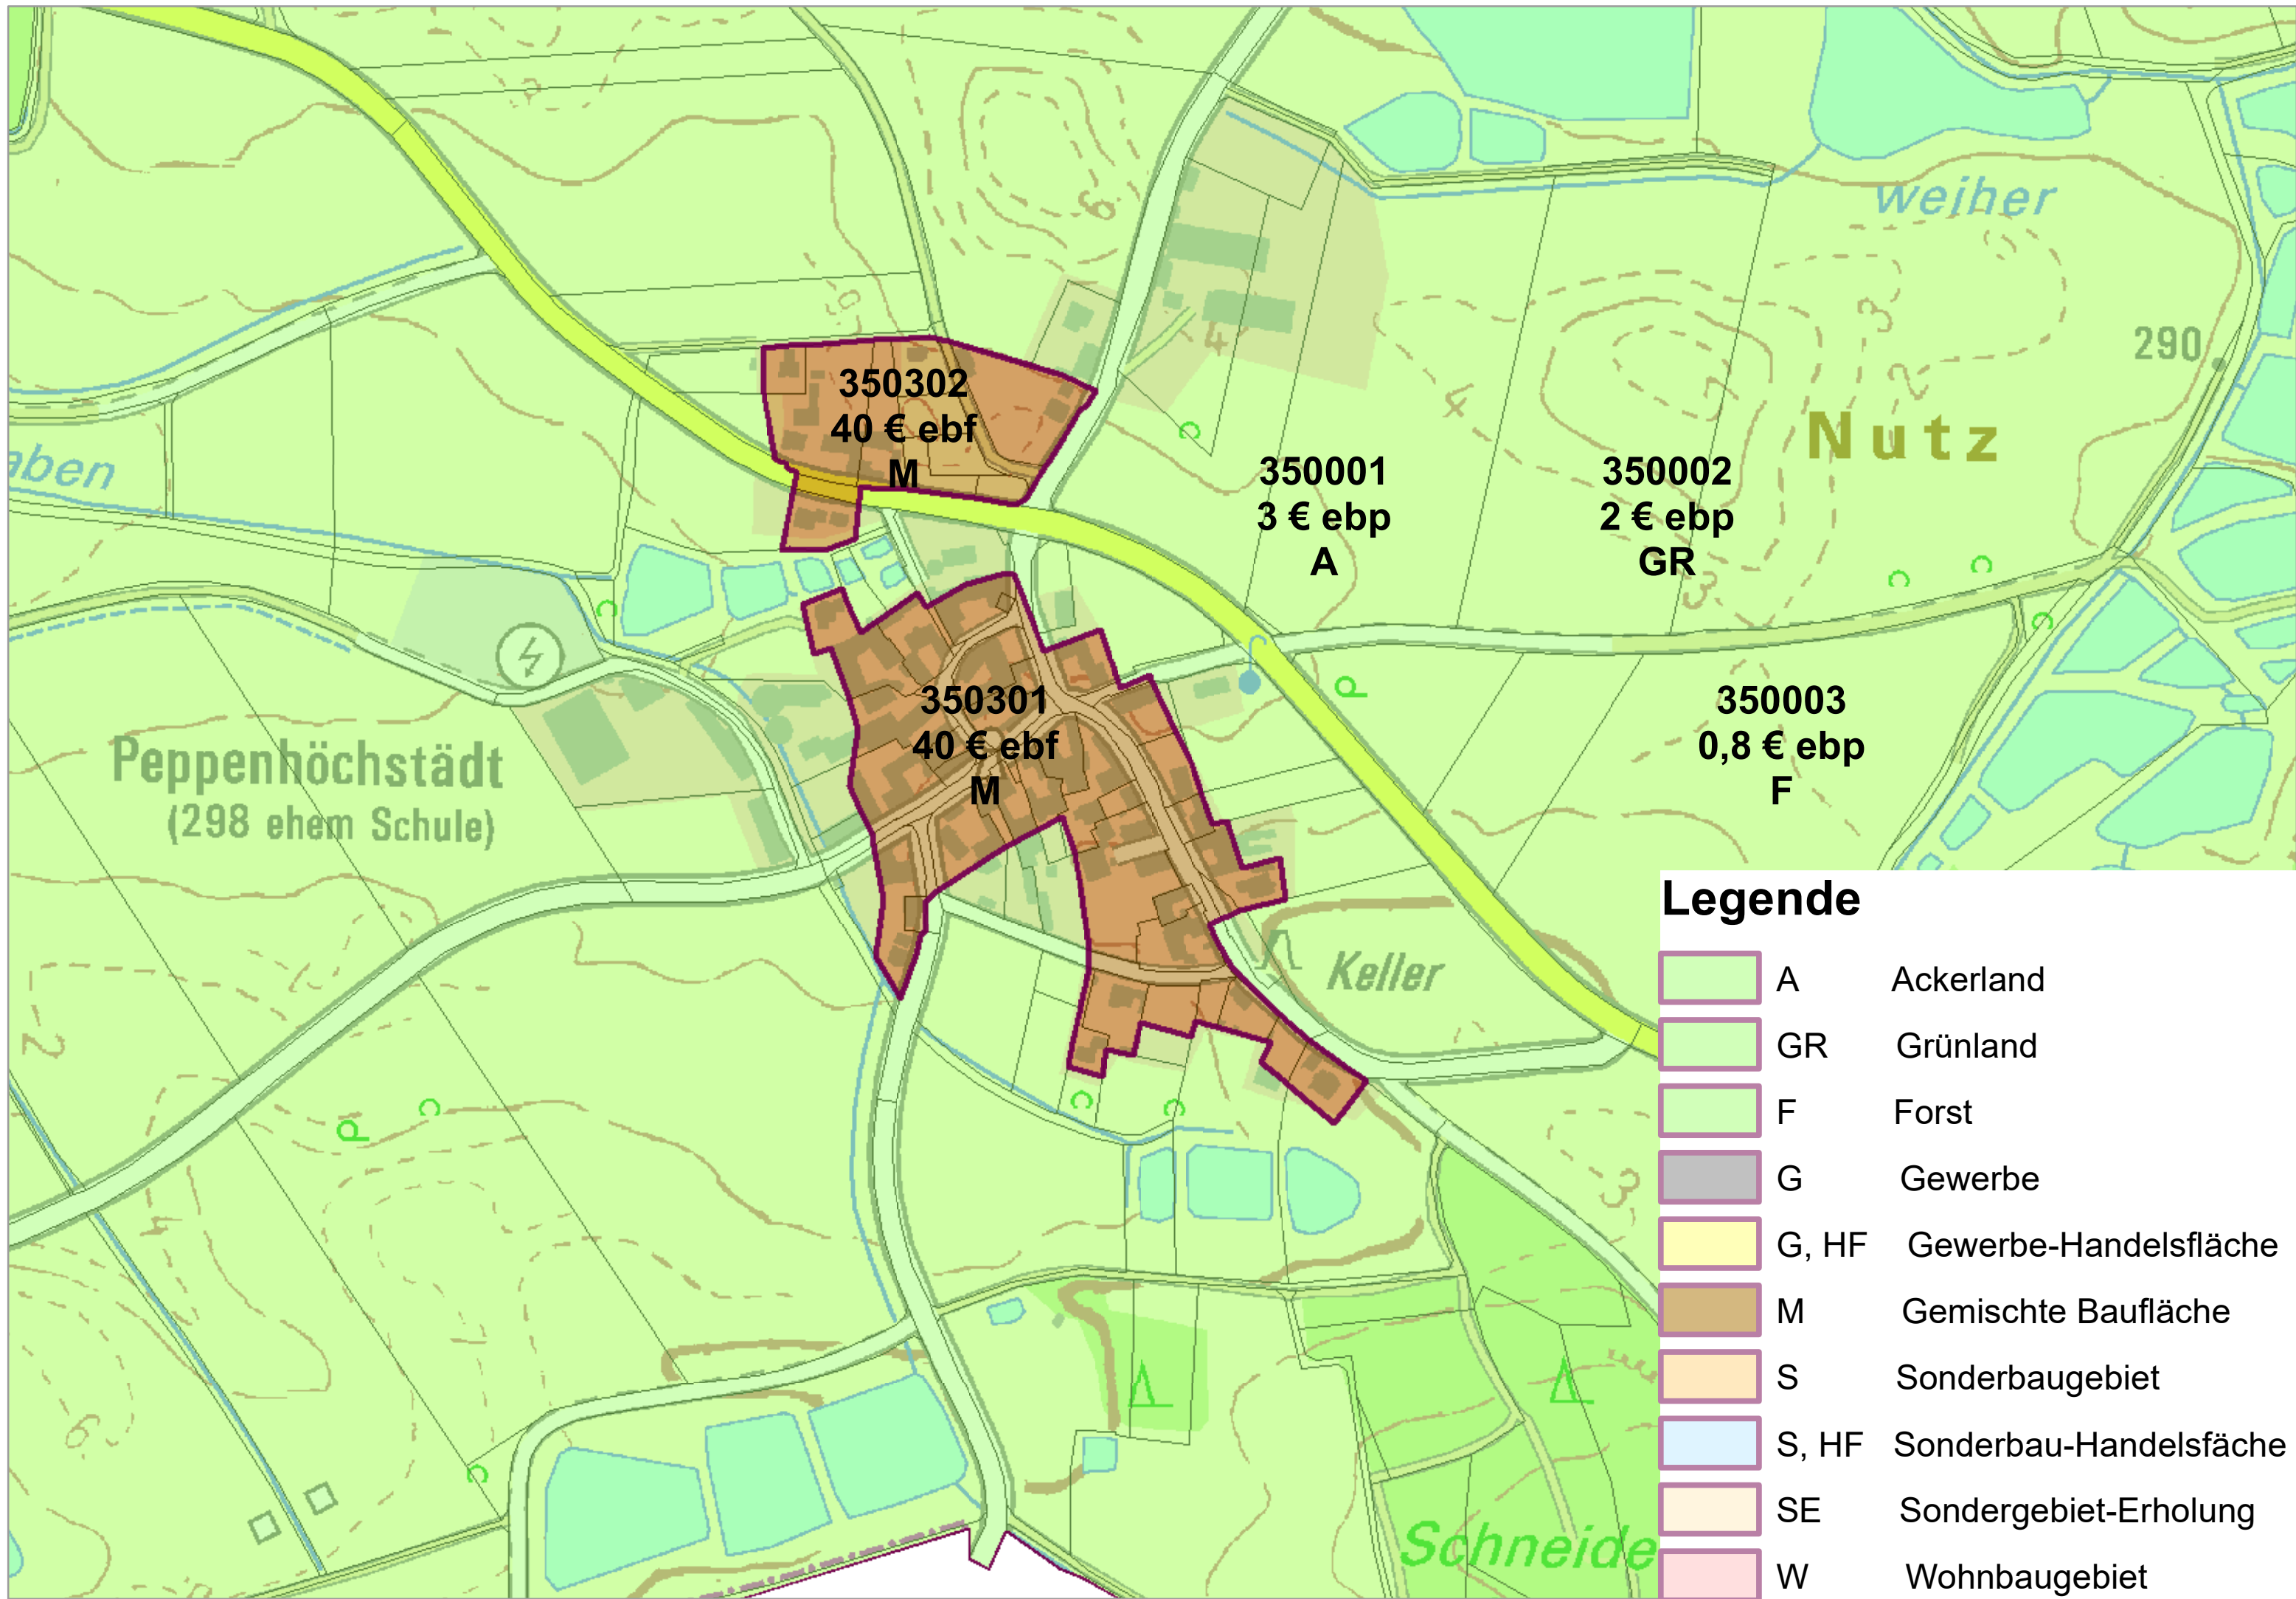 weiher
290
Nutz
aben
350302
40 € ebf
M
350001
3 € ebp
A
350002
2 € ebp
GR
350301
40 € ebf
M
350003
0,8 € ebp
F
Peppenhöchstädt
(298 ehem Schule)
Keller
Schneide
Legende
A Ackerland
GR Grünland
F Forst
G Gewerbe
G, HF Gewerbe-Handelsfläche
M Gemischte Baufläche
S Sonderbaugebiet
S, HF Sonderbau-Handelsfäche
SE Sondergebiet-Erholung
W Wohnbaugebiet